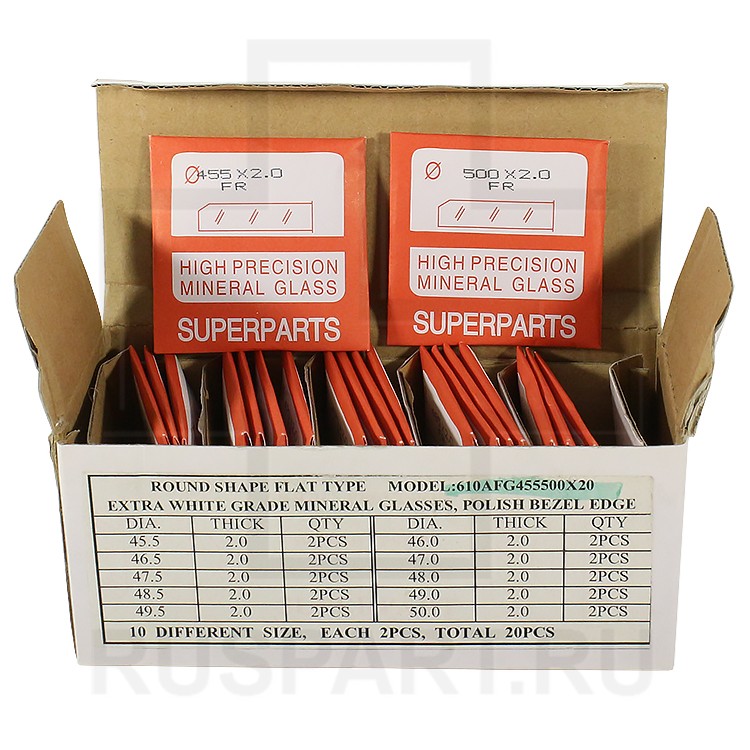 Ø455 X 2.0
FR
HIGH PRECISION
MINERAL GLASS
SUPERPARTS
Ø 500 X 2.0
FR
HIGH PRECISION
MINERAL GLASS
SUPERPARTS
ROUND SHAPE FLAT TYPE MODEL:610AFG455500X20
EXTRA WHITE GRADE MINERAL GLASSES, POLISH BEZEL EDGE
DIA. THICK QTY DIA. THICK QTY
45.5 2.0 2PCS 46.0 2.0 2PCS
46.5 2.0 2PCS 47.0 2.0 2PCS
47.5 2.0 2PCS 48.0 2.0 2PCS
48.5 2.0 2PCS 49.0 2.0 2PCS
49.5 2.0 2PCS 50.0 2.0 2PCS
10 DIFFERENT SIZE, EACH 2PCS, TOTAL 20PCS
RUSPART.RU